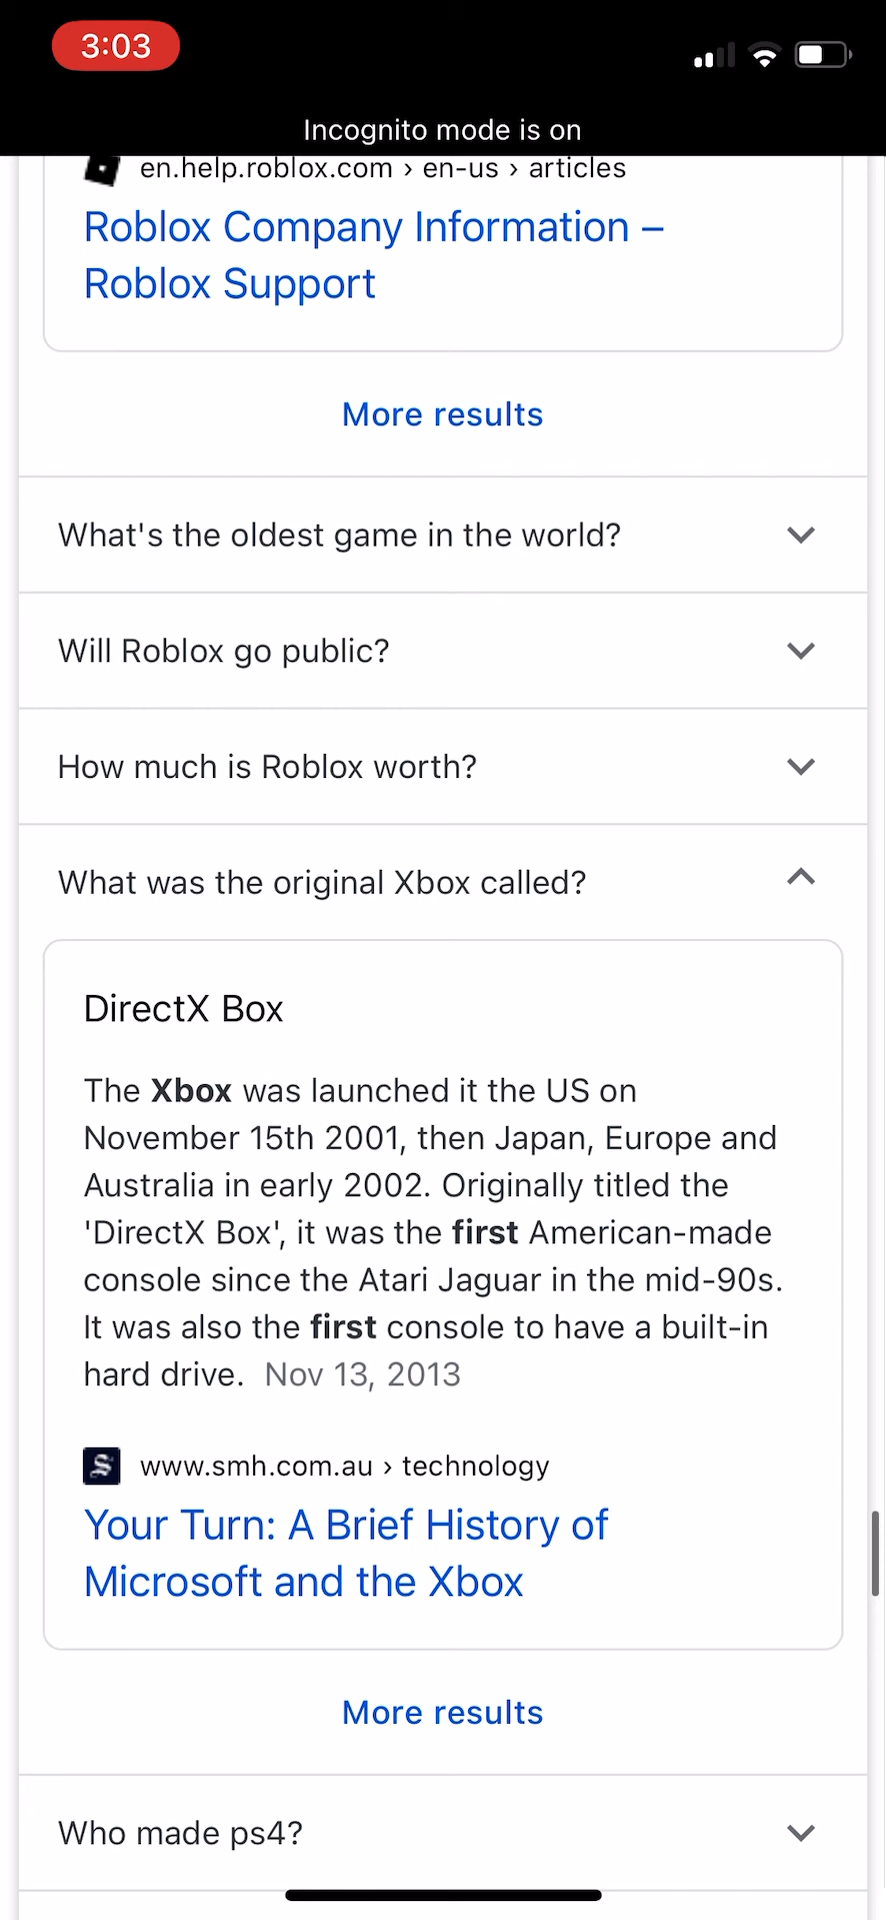 3:03
Incognito mode is on
en.help.roblox.com › en-us › articles
Roblox Company Information –
Roblox Support
More results
What's the oldest game in the world?
Will Roblox go public?
How much is Roblox worth?
What was the original Xbox called?
DirectX Box
The Xbox was launched it the US on
November 15th 2001, then Japan, Europe and
Australia in early 2002. Originally titled the
'DirectX Box', it was the first American-made
console since the Atari Jaguar in the mid-90s.
It was also the first console to have a built-in
hard drive. Nov 13, 2013
www.smh.com.au › technology
Your Turn: A Brief History of
Microsoft and the Xbox
More results
Who made ps4?